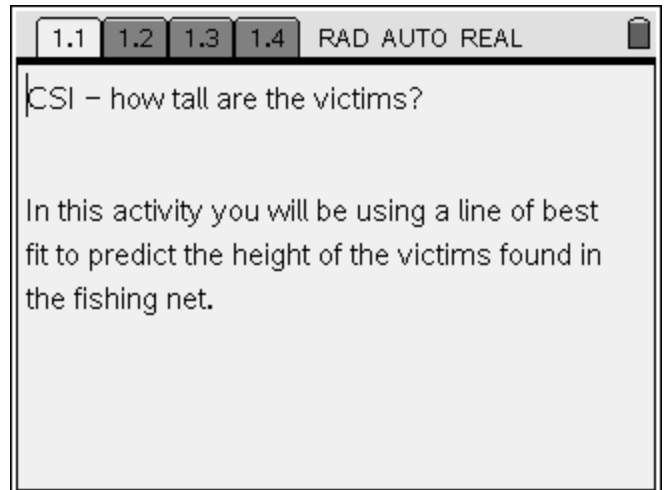 1.1 1.2 1.3 1.4 RAD AUTO REAL
CSI – how tall are the victims?
In this activity you will be using a line of best
fit to predict the height of the victims found in
the fishing net.